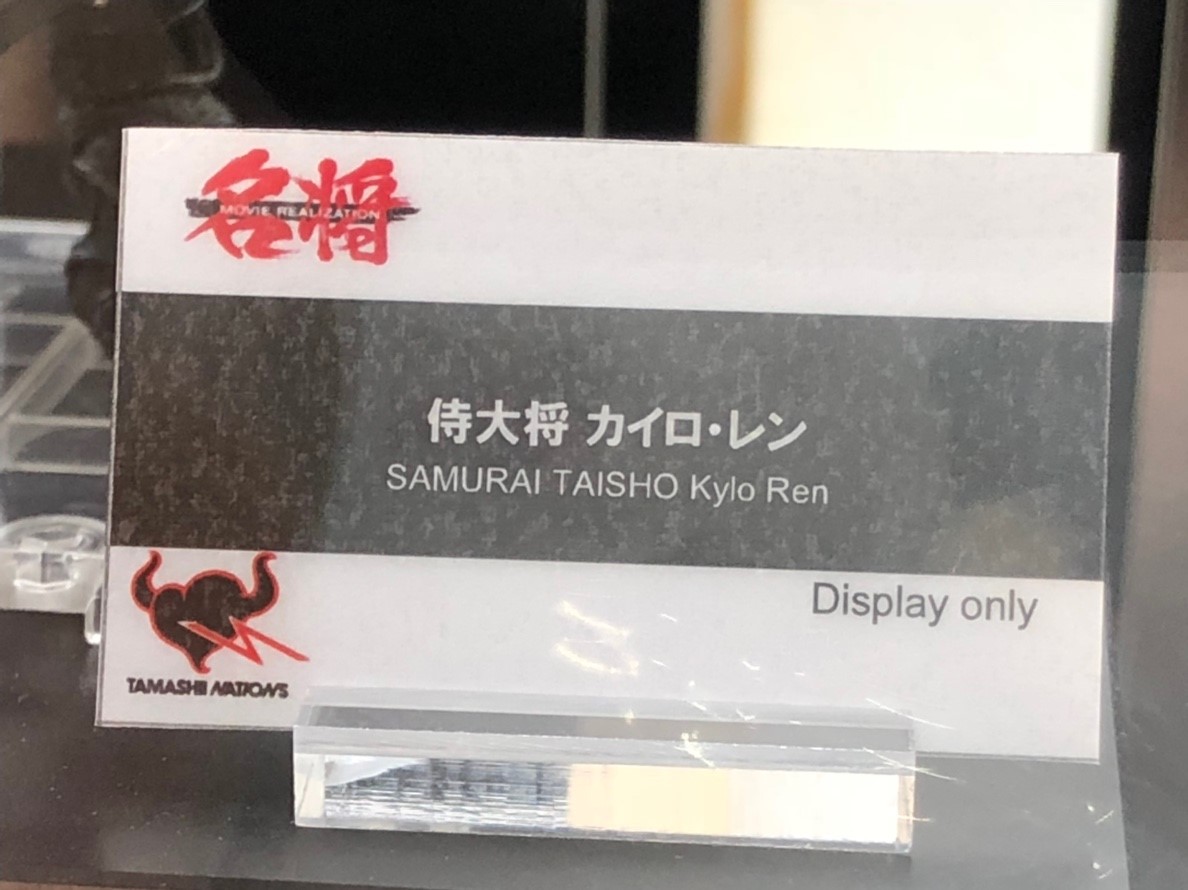 名将
MOVIE REALIZATION
侍大将 カイロ・レン
SAMURAI TAISHO Kylo Ren
Display only
TAMASHII NATIONS